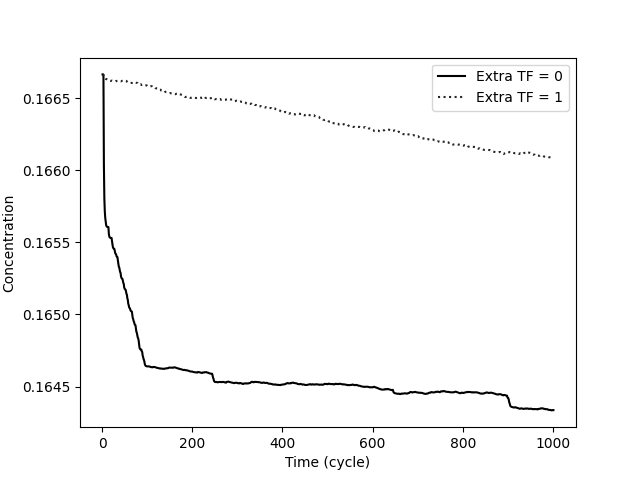 Extra TF = 0
Extra TF = 1
0.1665
0.1660
0.1655
0.1650
0.1645
Concentration
0 200 400 600 800 1000
Time (cycle)